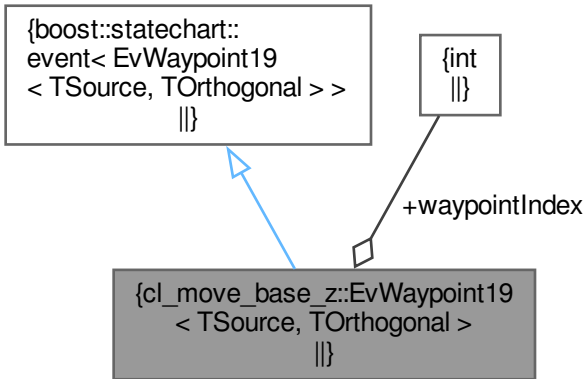 {boost::statechart::
event< EvWaypoint19
< TSource, TOrthogonal > >
||}
{int
||}
+waypointIndex
{cl_move_base_z::EvWaypoint19
< TSource, TOrthogonal >
||}